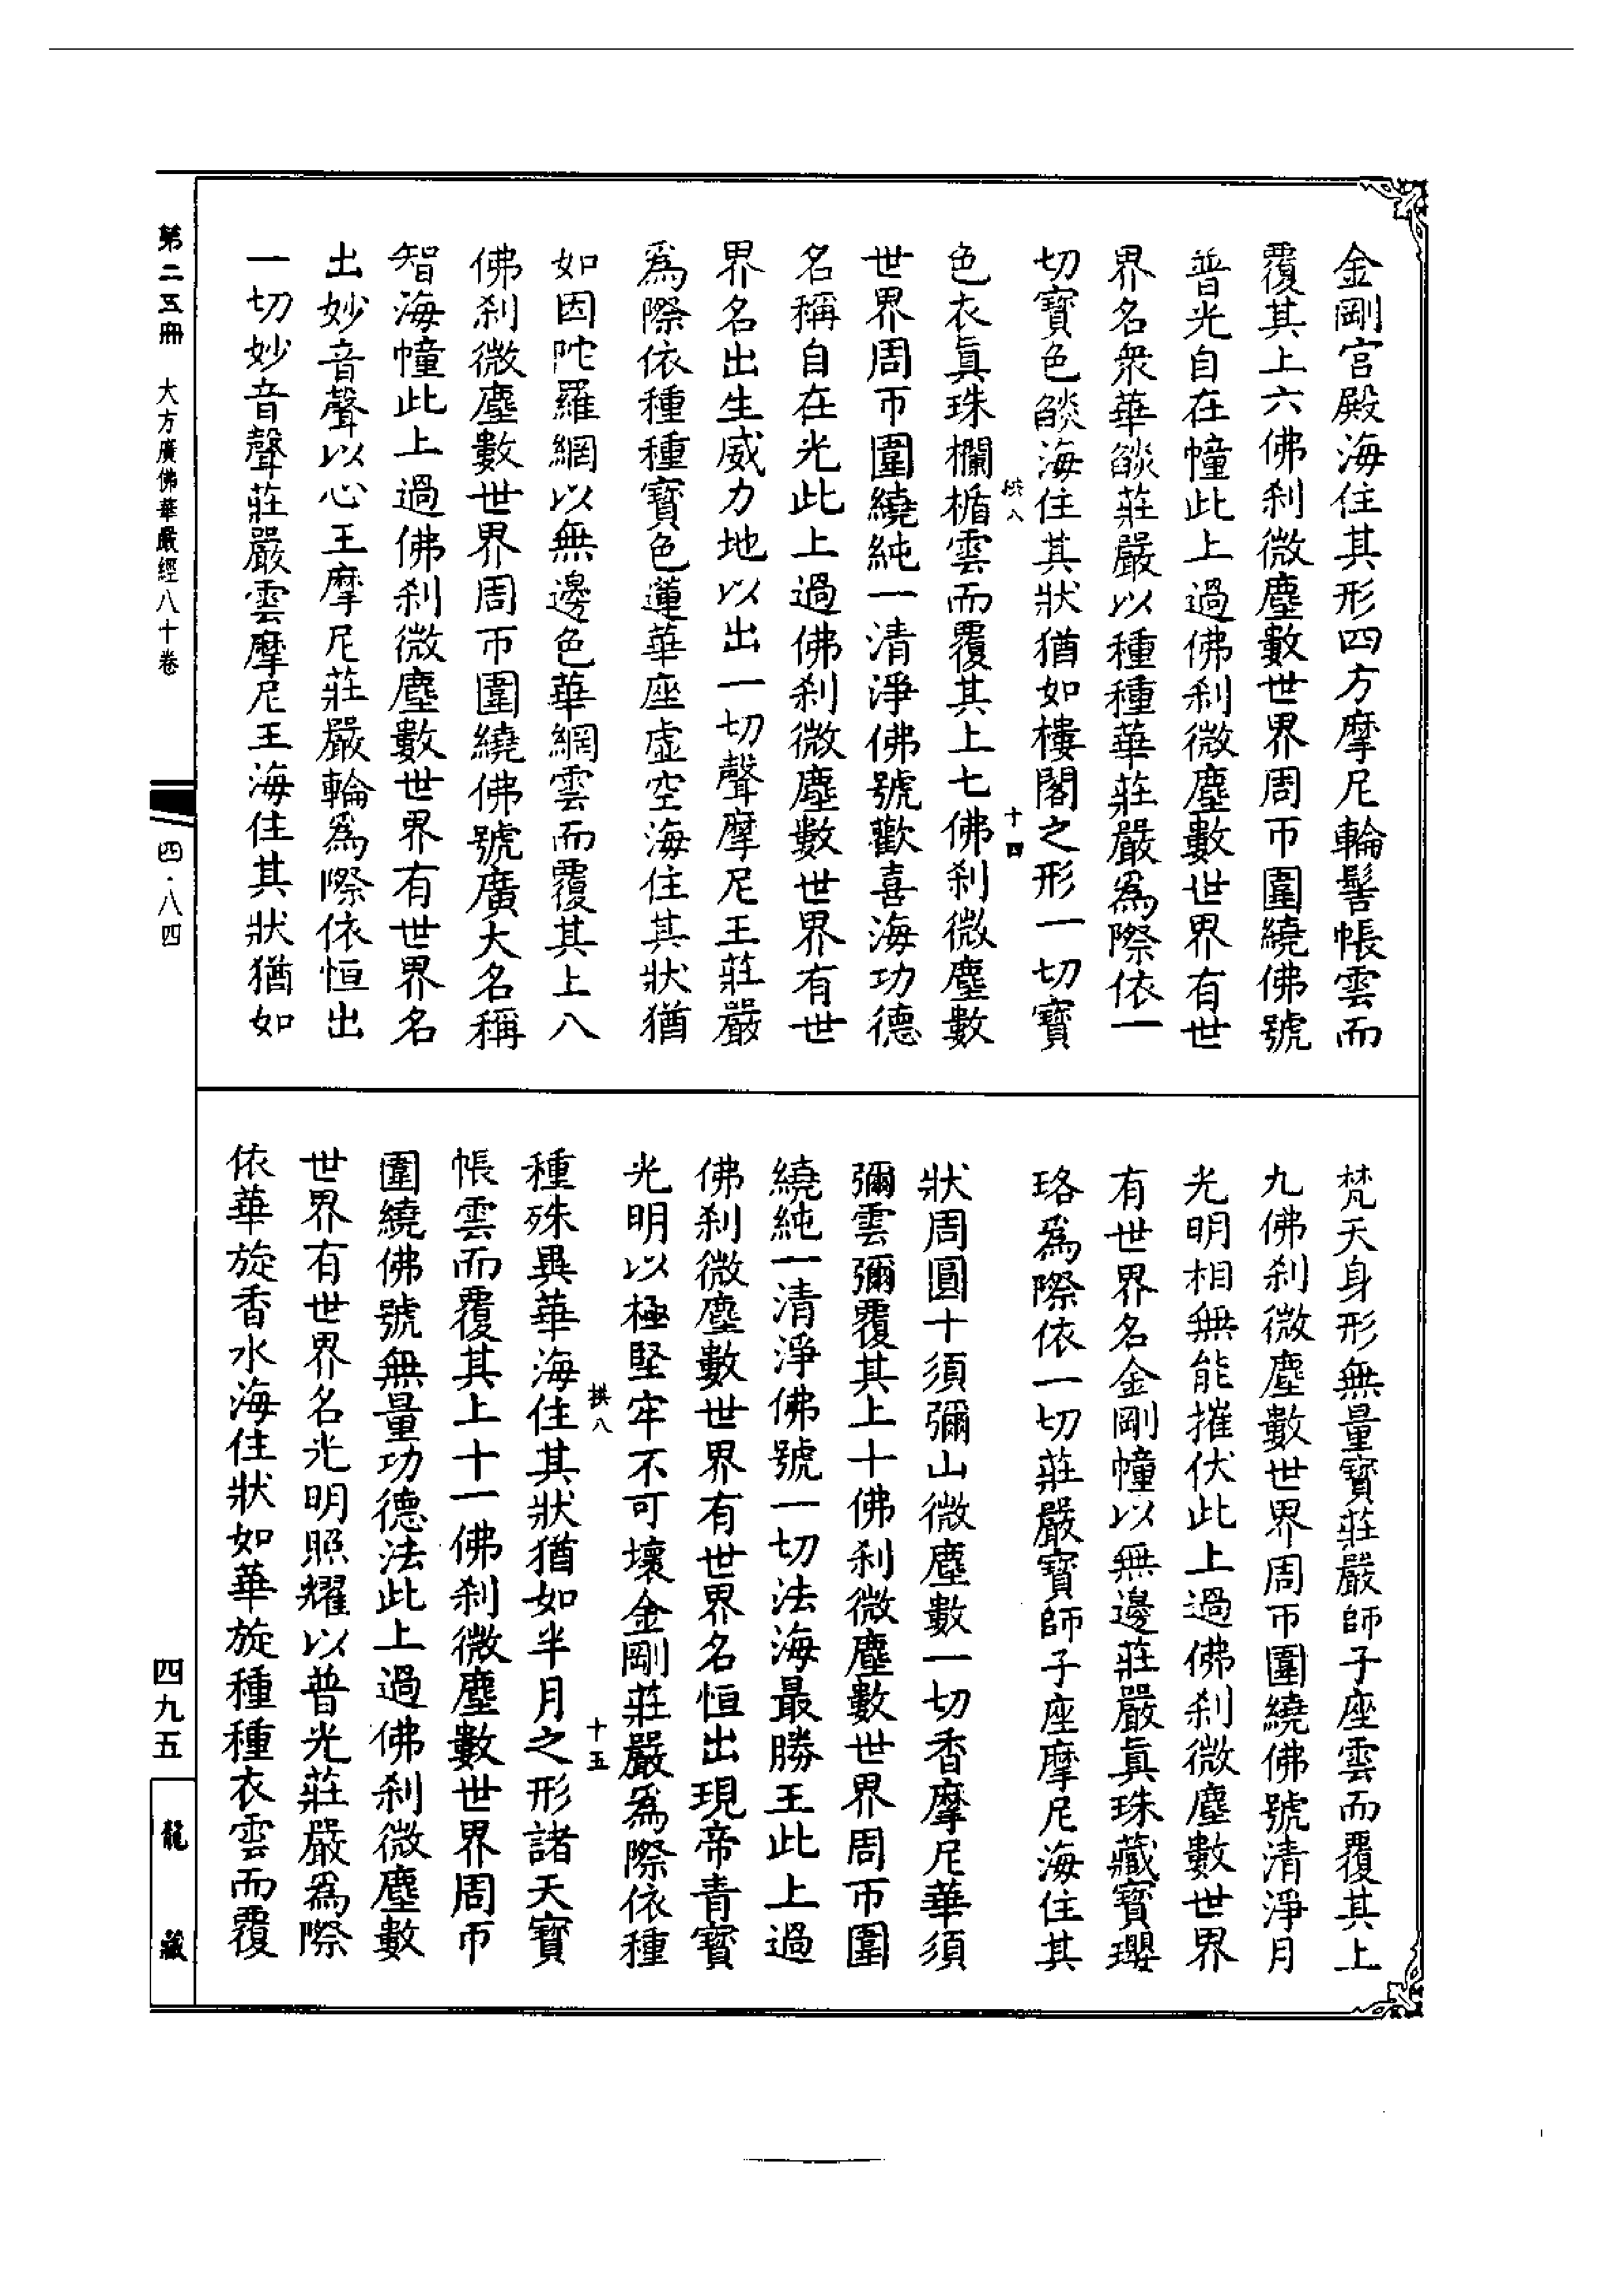 金剛宮殿海住其形四方摩尼輪髻帳雲而
覆其上六佛刹微塵數世界周帀圍繞佛號
普光自在幢此上過佛刹微塵數世界有世
界名衆華燄莊嚴以種種華莊嚴爲際依一
切寶色燄海住其狀猶如樓閣之形一切寶
拱八 十四
色衣眞珠欄楯雲而覆其上七佛刹微塵數
世界周帀圍繞純一清淨佛號歡喜海功德
名稱自在光此上過佛刹微塵數世界有世
界名出生威力地以出一切聲摩尼王莊嚴
爲際依種種寶色蓮華座虛空海住其狀猶
如因陀羅網以無邊色華網雲而覆其上八
佛刹微塵數世界周帀圍繞佛號廣大名稱
智海幢此上過佛刹微塵數世界有世界名
出妙音聲以心王摩尼莊嚴輪爲際依恒出
一切妙音聲莊嚴雲摩尼王海住其狀猶如
梵天身形無量寶莊嚴師子座雲而覆其上
九佛刹微塵數世界周帀圍繞佛號清淨月
光明相無能摧伏此上過佛刹微塵數世界
有世界名金剛幢以無邊莊嚴眞珠藏寶瓔
珞爲際依一切莊嚴寶師子座摩尼海住其
狀周圓十須彌山微塵數一切香摩尼華須
彌雲彌覆其上十佛刹微塵數世界周帀圍
繞純一清淨佛號一切法海最勝王此上過
佛刹微塵數世界有世界名恒出現帝青寶
光明以極堅牢不可壞金剛莊嚴爲際依種
拱八 十五
種殊異華海住其狀猶如半月之形諸天寶
帳雲而覆其上十一佛刹微塵數世界周帀
圍繞佛號無量功德法此上過佛刹微塵數
世界有世界名光明照耀以普光莊嚴爲際
依華旋香水海住狀如華旋種種衣雲而覆
第二五冊 大方廣佛華嚴經八十卷
四·八四
四九五
龍藏